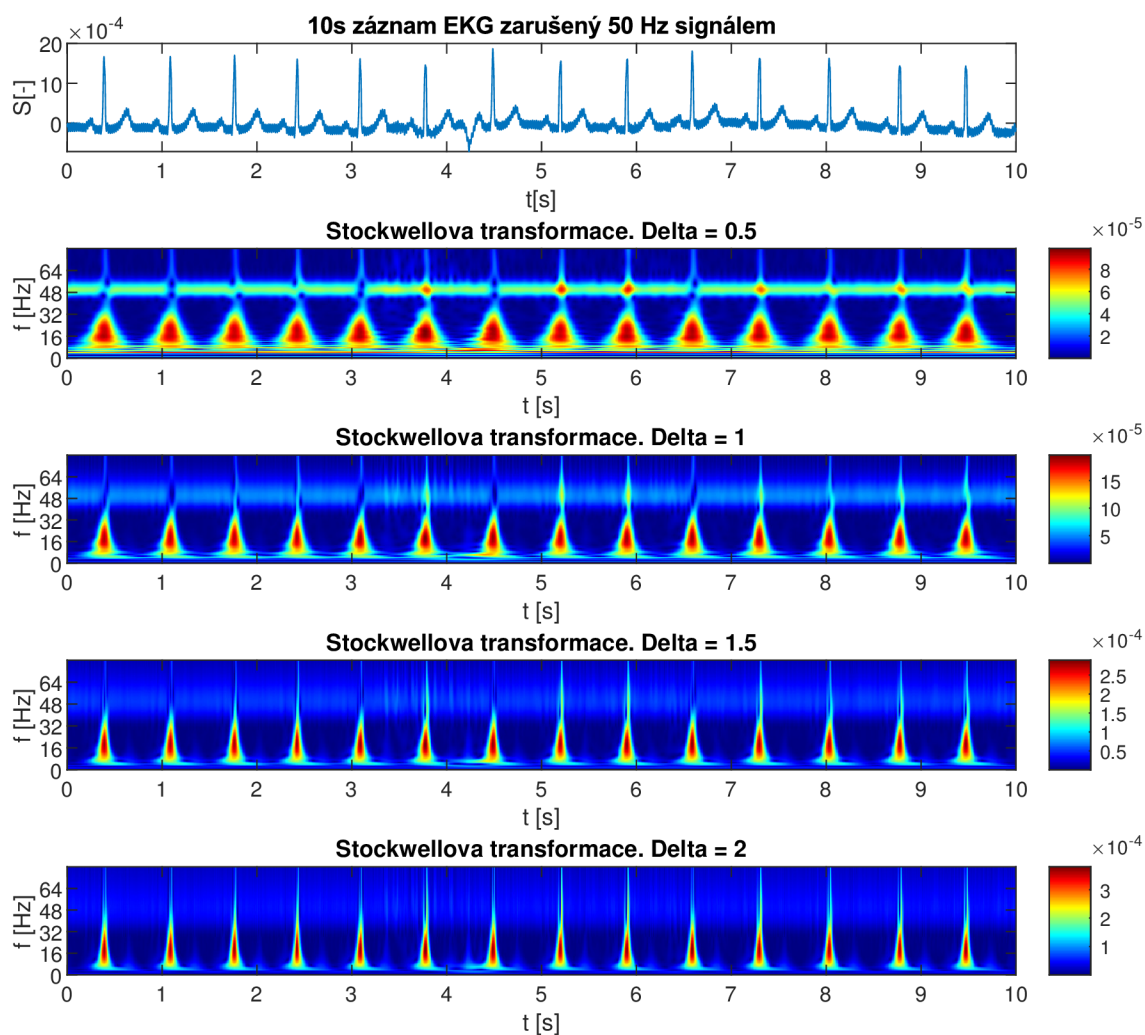 10s záznam EKG zarušený 50 Hz signálem
×10-4
20
10
0
S[-]
0 1 2 3 4 5 6 7 8 9 10
t[s]
Stockwellova transformace. Delta = 0.5
×10-5
64
48
32
16
0
f [Hz]
8
6
4
2
0 1 2 3 4 5 6 7 8 9 10
t [s]
Stockwellova transformace. Delta = 1
×10-5
64
48
32
16
0
f [Hz]
15
10
5
0 1 2 3 4 5 6 7 8 9 10
t [s]
Stockwellova transformace. Delta = 1.5
×10-4
64
48
32
16
0
f [Hz]
2.5
2
1.5
1
0.5
0 1 2 3 4 5 6 7 8 9 10
t [s]
Stockwellova transformace. Delta = 2
×10-4
64
48
32
16
0
f [Hz]
3
2
1
0 1 2 3 4 5 6 7 8 9 10
t [s]